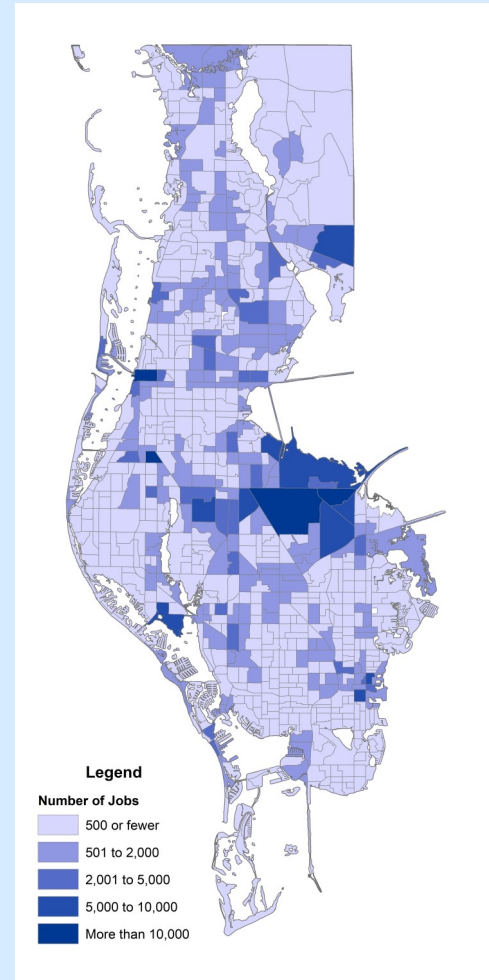 Legend
Number of Jobs
500 or fewer
501 to 2,000
2,001 to 5,000
5,000 to 10,000
More than 10,000